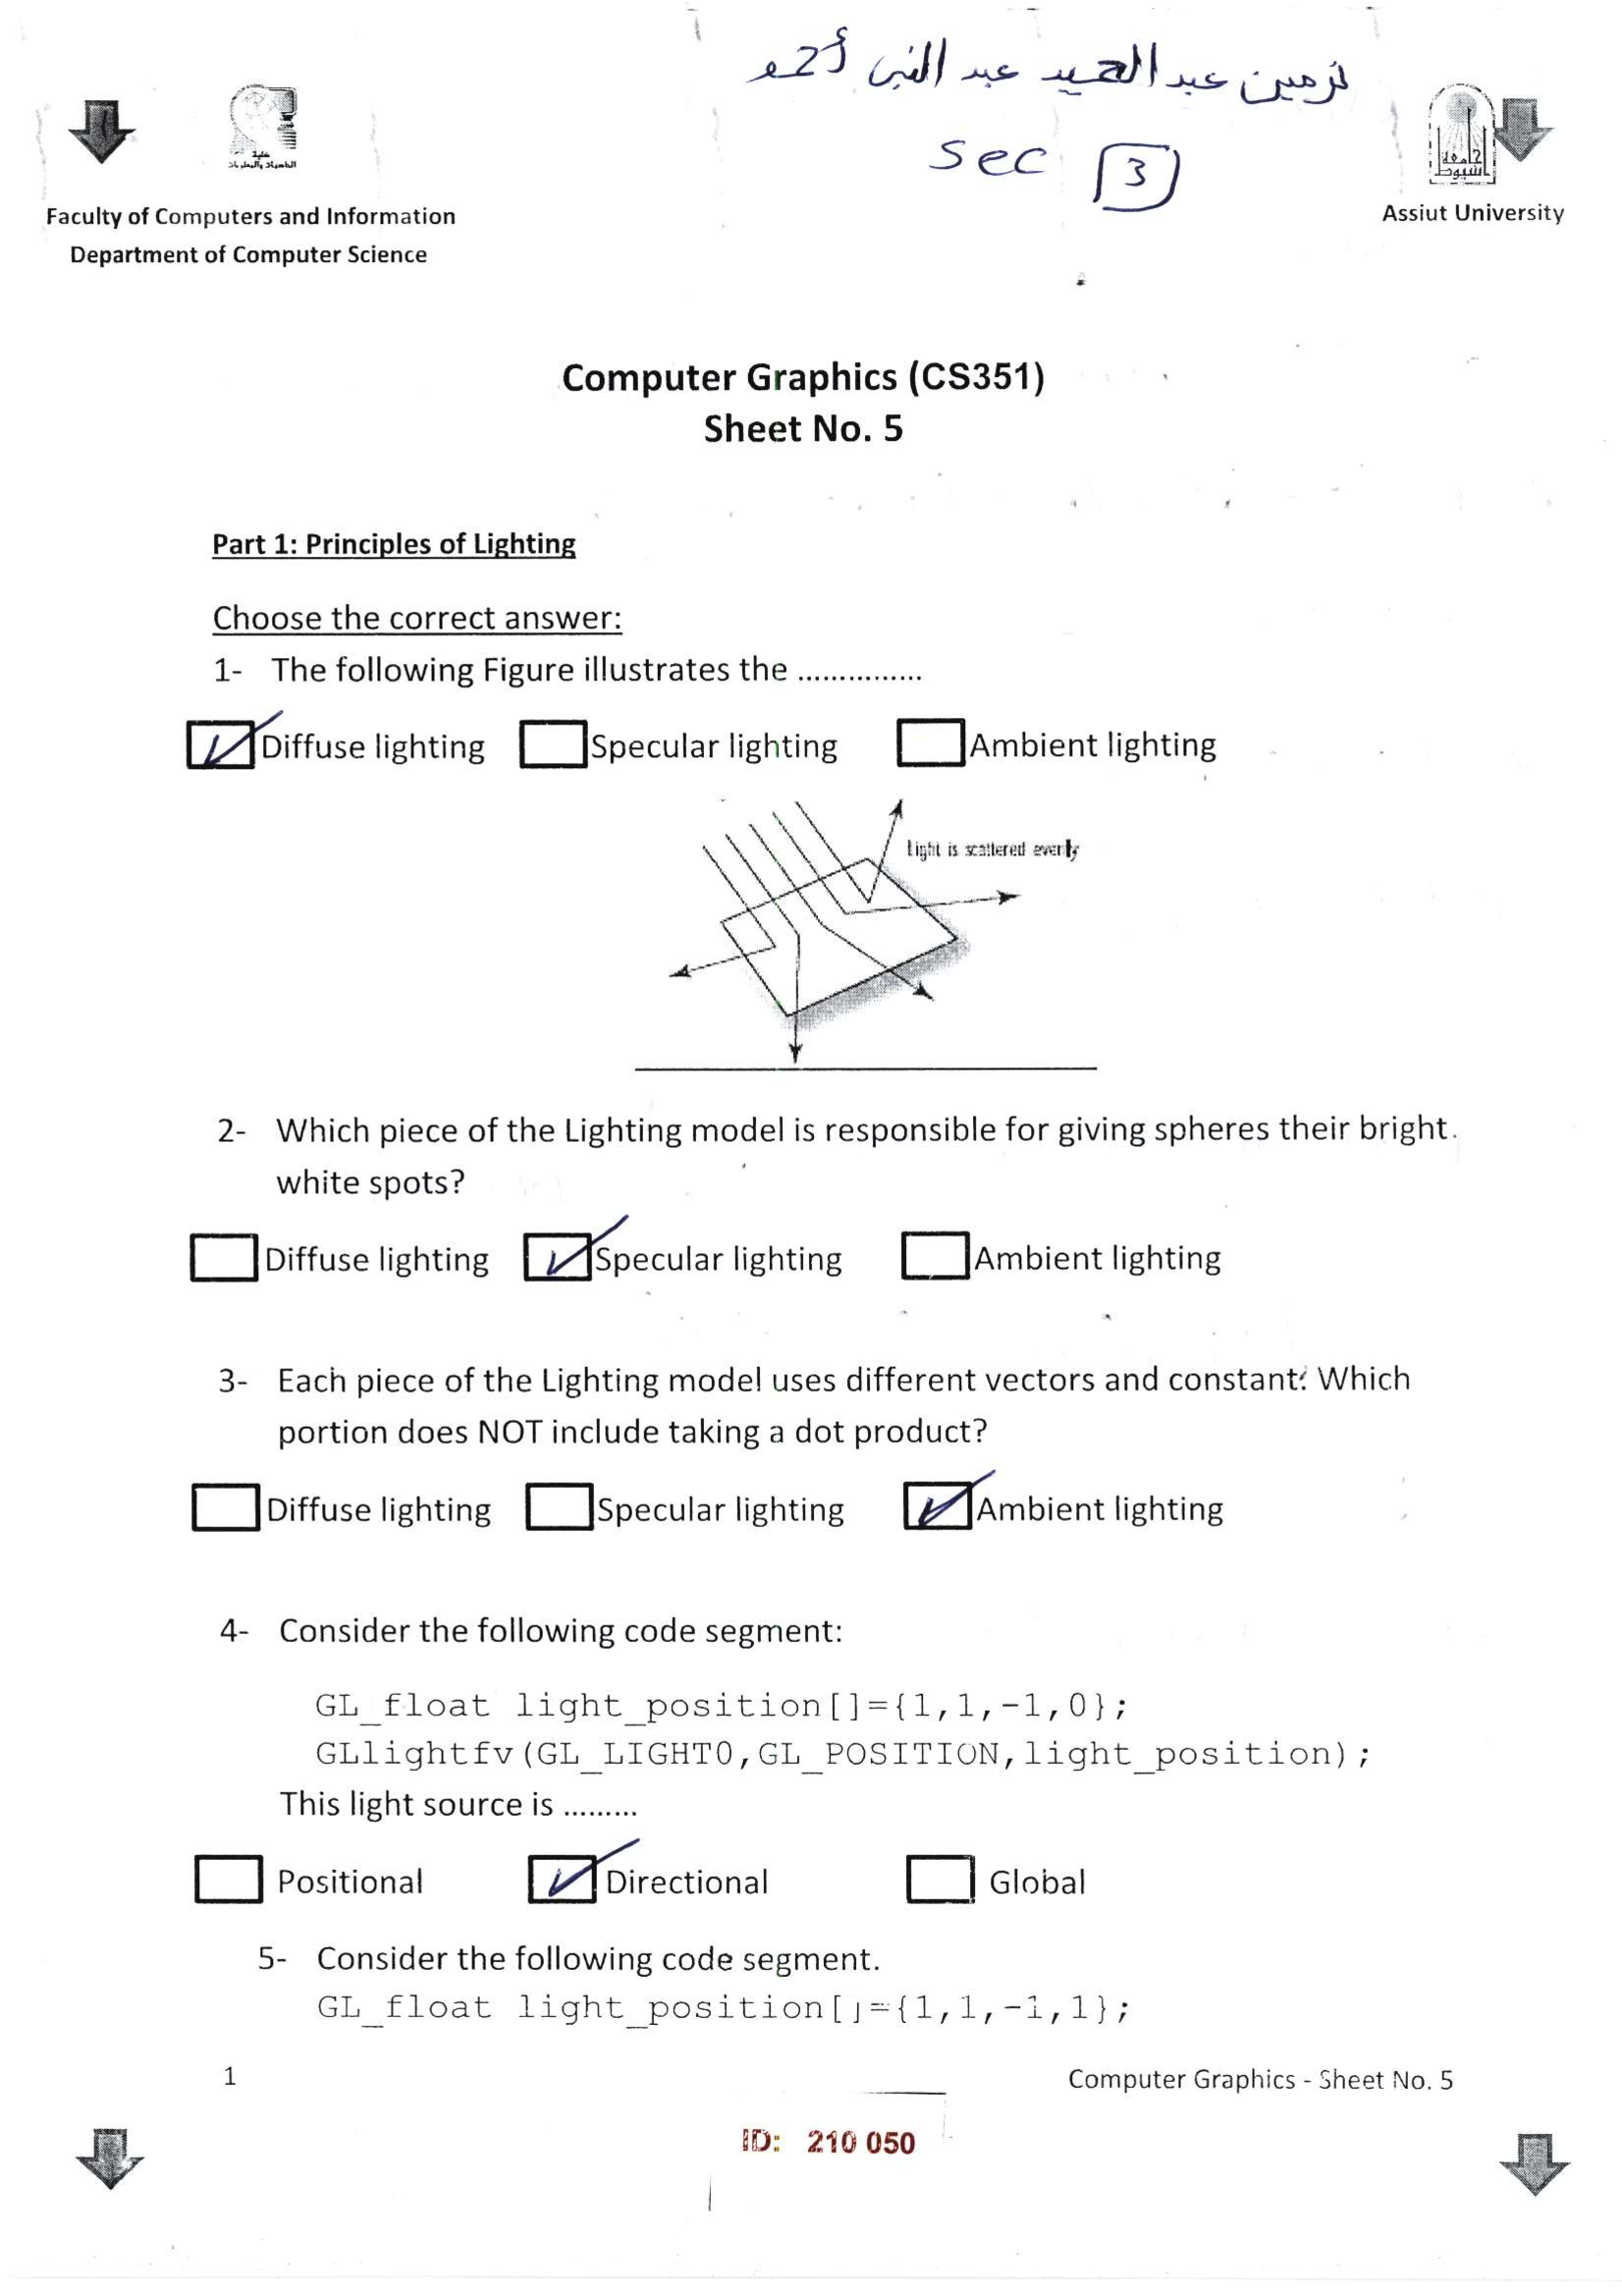 نرمين عبد الحميد عبد النبى أحمد
sec 3
كلية
الحاسبات والمعلومات
جامعة
أسيوط
Faculty of Computers and Information
Department of Computer Science
Assiut University
Computer Graphics (CS351)
Sheet No. 5
Part 1: Principles of Lighting
Choose the correct answer:
1- The following Figure illustrates the ...............
Diffuse lighting Specular lighting Ambient lighting
Light is scattered evenly
2- Which piece of the Lighting model is responsible for giving spheres their bright
white spots?
Diffuse lighting Specular lighting Ambient lighting
3- Each piece of the Lighting model uses different vectors and constant: Which
portion does NOT include taking a dot product?
Diffuse lighting Specular lighting Ambient lighting
4- Consider the following code segment:
GL_float light_position[]={1,1,-1,0};
GLlightfv(GL_LIGHT0,GL_POSITION,light_position);
This light source is .........
Positional Directional Global
5- Consider the following code segment.
GL_float light_position[]={1,1,-1,1};
1 Computer Graphics - Sheet No. 5
ID: 210 050